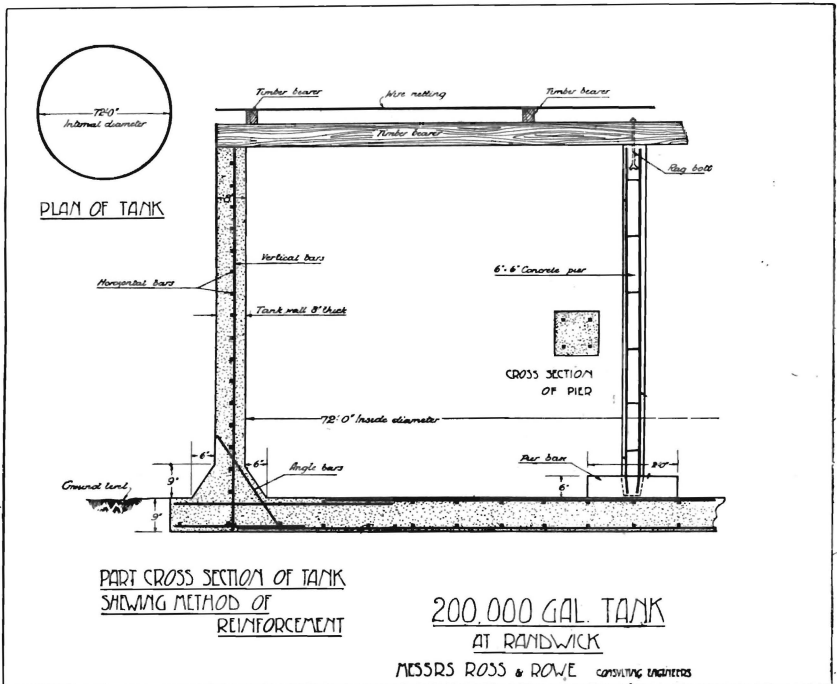 72'-0"
Internal diameter
PLAN OF TANK
Timber bearer
Wire netting
Timber bearer
Timber bearer
Rag bolt
8"
Vertical bars
Horozontal bars
6" × 6" Concrete pier
Tank wall 8" thick
CROSS SECTION
OF PIER
72'-0" Inside diameter
6"
6"
9"
Angle bars
Pier base
2'-0"
6"
Ground level
9"
PART CROSS SECTION OF TANK
SHEWING METHOD OF
REINFORCEMENT
200,000 GAL. TANK
AT RANDWICK
MESSRS ROSS & ROWE CONSULTING ENGINEERS